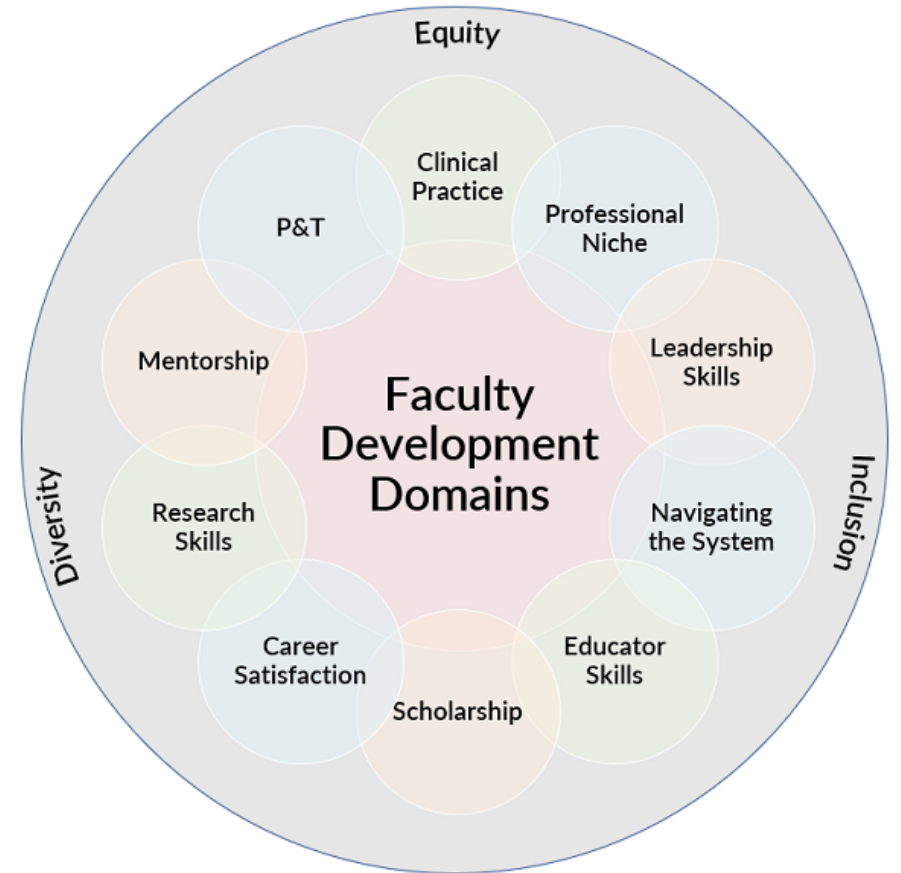 Equity
Clinical
Practice
P&T
Professional
Niche
Mentorship
Leadership
Skills
Faculty
Development
Domains
Diversity
Inclusion
Research
Skills
Navigating
the System
Career
Satisfaction
Educator
Skills
Scholarship